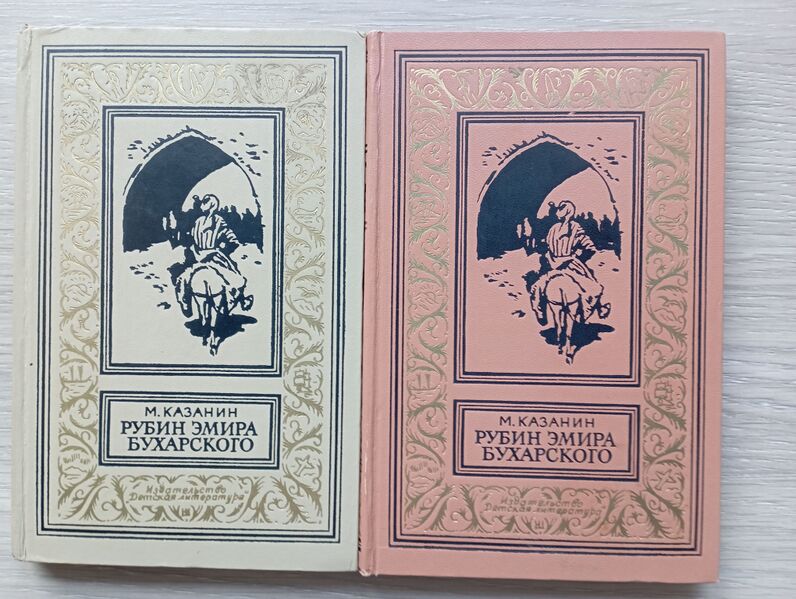 М. КАЗАНИН
РУБИН ЭМИРА
БУХАРСКОГО
Издательство
Детская литература
М. КАЗАНИН
РУБИН ЭМИРА
БУХАРСКОГО
Издательство
Детская литература